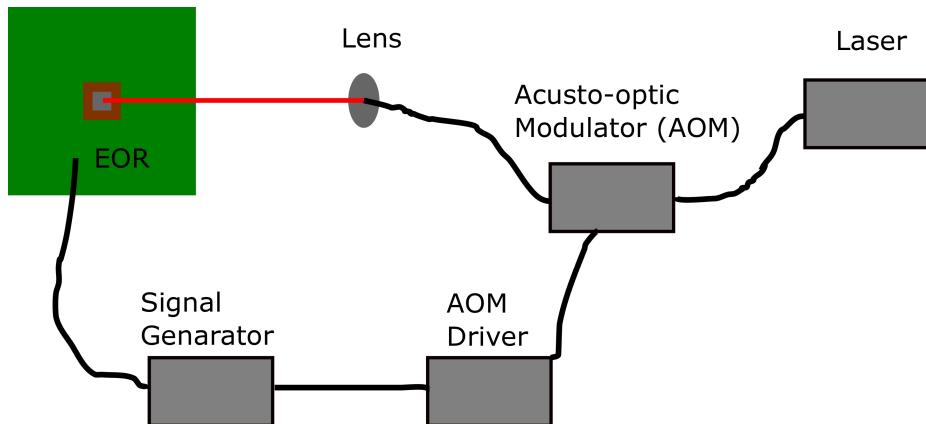 Lens
Laser
Acusto-optic
Modulator (AOM)
EOR
Signal
Genarator
AOM
Driver